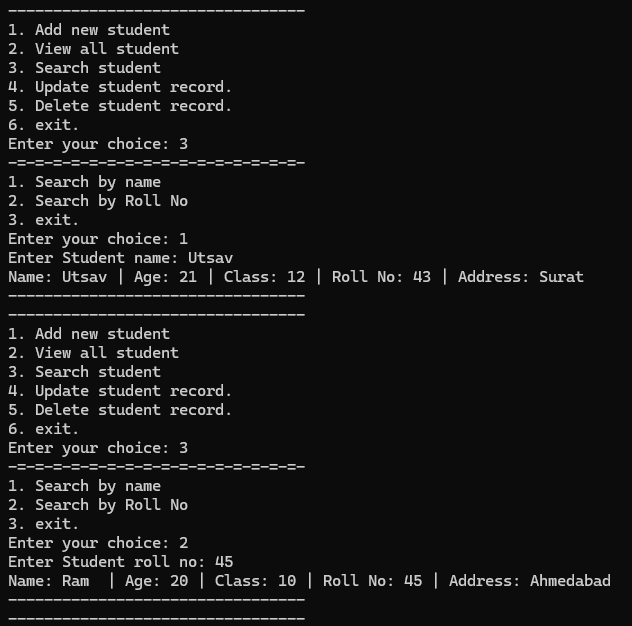 ---------------------------------
1. Add new student
2. View all student
3. Search student
4. Update student record.
5. Delete student record.
6. exit.
Enter your choice: 3
-=-=-=-=-=-=-=-=-=-=-=-=-=-=-=-=-
1. Search by name
2. Search by Roll No
3. exit.
Enter your choice: 1
Enter Student name: Utsav
Name: Utsav | Age: 21 | Class: 12 | Roll No: 43 | Address: Surat
---------------------------------
---------------------------------
1. Add new student
2. View all student
3. Search student
4. Update student record.
5. Delete student record.
6. exit.
Enter your choice: 3
-=-=-=-=-=-=-=-=-=-=-=-=-=-=-=-=-
1. Search by name
2. Search by Roll No
3. exit.
Enter your choice: 2
Enter Student roll no: 45
Name: Ram  | Age: 20 | Class: 10 | Roll No: 45 | Address: Ahmedabad
---------------------------------
---------------------------------